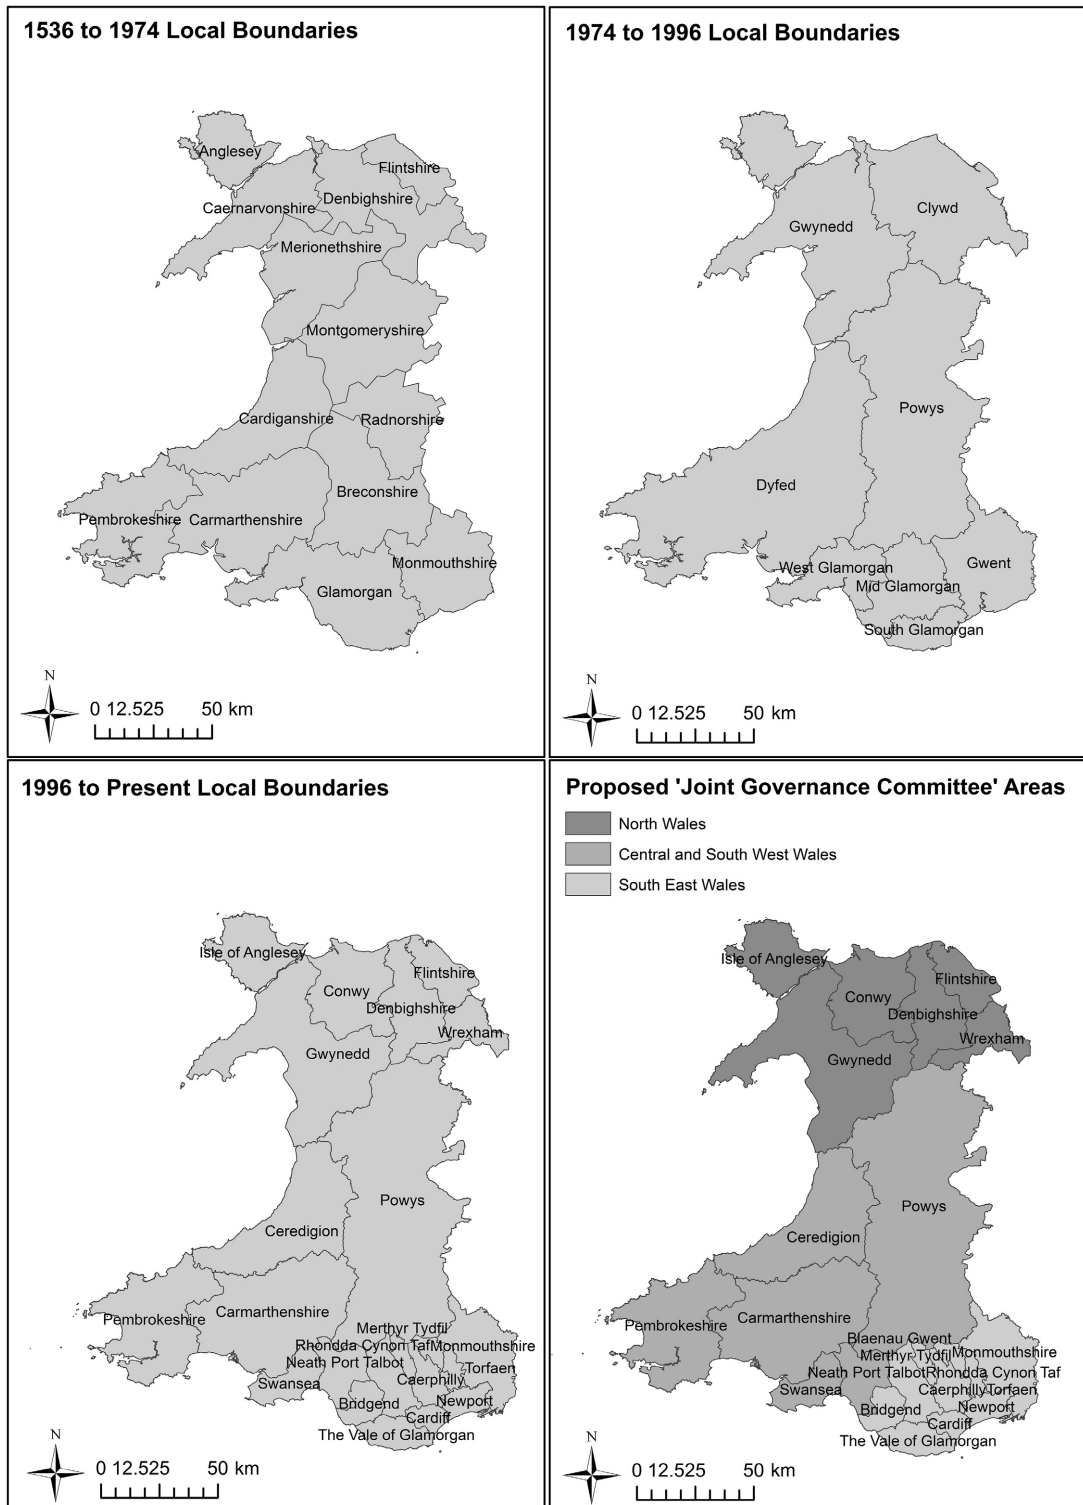 1536 to 1974 Local Boundaries
Anglesey
Flintshire
Denbighshire
Caernarvonshire
Merionethshire
Montgomeryshire
Cardiganshire
Radnorshire
Breconshire
Pembrokeshire
Carmarthenshire
Monmouthshire
Glamorgan
N
0 12.525 50 km
1974 to 1996 Local Boundaries
Clywd
Gwynedd
Powys
Dyfed
West Glamorgan
Gwent
Mid Glamorgan
South Glamorgan
N
0 12.525 50 km
1996 to Present Local Boundaries
Isle of Anglesey
Flintshire
Conwy
Denbighshire
Wrexham
Gwynedd
Powys
Ceredigion
Carmarthenshire
Pembrokeshire
Merthyr Tydfil
Rhondda Cynon Taf
Monmouthshire
Neath Port Talbot
Torfaen
Caerphilly
Swansea
Bridgend
Newport
Cardiff
The Vale of Glamorgan
N
0 12.525 50 km
Proposed 'Joint Governance Committee' Areas
North Wales
Central and South West Wales
South East Wales
Isle of Anglesey
Flintshire
Conwy
Denbighshire
Wrexham
Gwynedd
Powys
Ceredigion
Carmarthenshire
Pembrokeshire
Blaenau Gwent
Merthyr Tydfil
Monmouthshire
Neath Port Talbot
Rhondda Cynon Taf
Swansea
Caerphilly
Torfaen
Bridgend
Newport
Cardiff
The Vale of Glamorgan
N
0 12.525 50 km